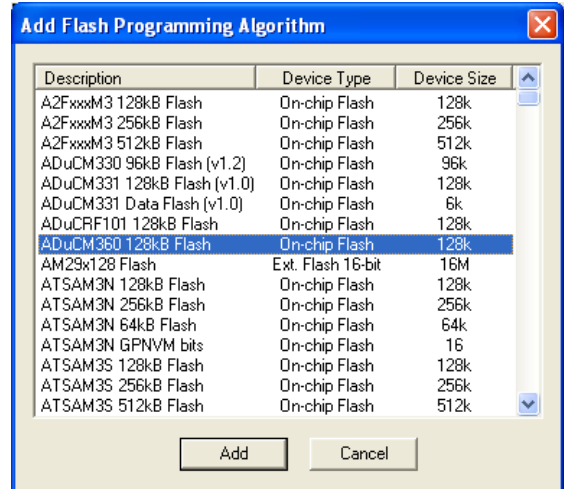 Add Flash Programming Algorithm
Description Device Type Device Size
A2FxxxM3 128kB Flash On-chip Flash 128k
A2FxxxM3 256kB Flash On-chip Flash 256k
A2FxxxM3 512kB Flash On-chip Flash 512k
ADuCM330 96kB Flash (v1.2) On-chip Flash 96k
ADuCM331 128kB Flash (v1.0) On-chip Flash 128k
ADuCM331 Data Flash (v1.0) On-chip Flash 6k
ADuCRF101 128kB Flash On-chip Flash 128k
ADuCM360 128kB Flash On-chip Flash 128k
AM29x128 Flash Ext. Flash 16-bit 16M
ATSAM3N 128kB Flash On-chip Flash 128k
ATSAM3N 256kB Flash On-chip Flash 256k
ATSAM3N 64kB Flash On-chip Flash 64k
ATSAM3N GPNVM bits On-chip Flash 16
ATSAM3S 128kB Flash On-chip Flash 128k
ATSAM3S 256kB Flash On-chip Flash 256k
ATSAM3S 512kB Flash On-chip Flash 512k
Add Cancel